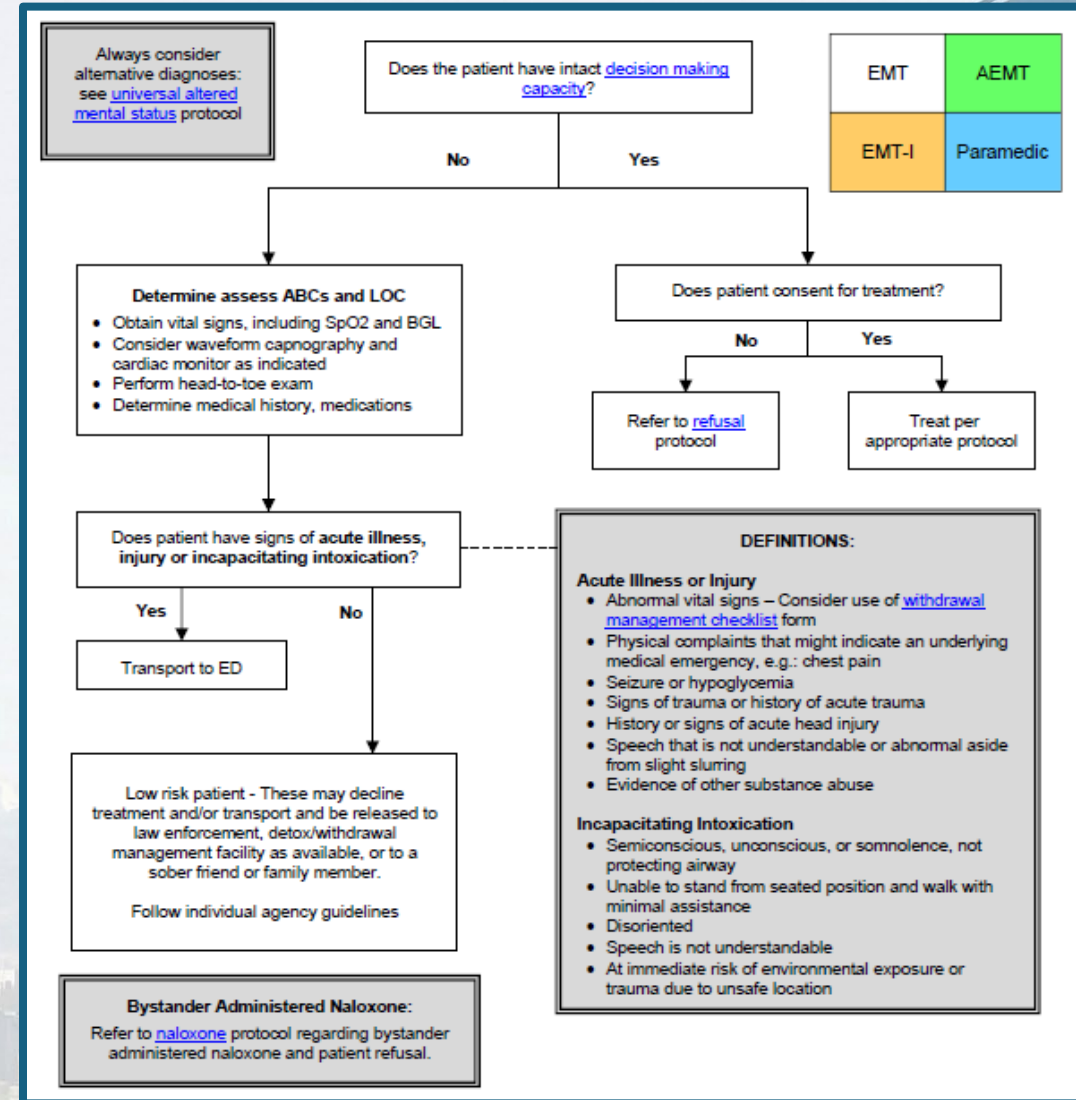 Always consider
alternative diagnoses:
see universal altered
mental status protocol
Does the patient have intact decision making
capacity?
EMT
AEMT
EMT-I
Paramedic
No
Yes
Determine assess ABCs and LOC
• Obtain vital signs, including SpO2 and BGL
• Consider waveform capnography and
cardiac monitor as indicated
• Perform head-to-toe exam
• Determine medical history, medications
Does patient consent for treatment?
No
Yes
Refer to refusal
protocol
Treat per
appropriate protocol
Does patient have signs of acute illness,
injury or incapacitating intoxication?
Yes
No
Transport to ED
Low risk patient - These may decline
treatment and/or transport and be released to
law enforcement, detox/withdrawal
management facility as available, or to a
sober friend or family member.
Follow individual agency guidelines
DEFINITIONS:
Acute Illness or Injury
• Abnormal vital signs – Consider use of withdrawal
management checklist form
• Physical complaints that might indicate an underlying
medical emergency, e.g.: chest pain
• Seizure or hypoglycemia
• Signs of trauma or history of acute trauma
• History or signs of acute head injury
• Speech that is not understandable or abnormal aside
from slight slurring
• Evidence of other substance abuse
Incapacitating Intoxication
• Semiconscious, unconscious, or somnolence, not
protecting airway
• Unable to stand from seated position and walk with
minimal assistance
• Disoriented
• Speech is not understandable
• At immediate risk of environmental exposure or
trauma due to unsafe location
Bystander Administered Naloxone:
Refer to naloxone protocol regarding bystander
administered naloxone and patient refusal.